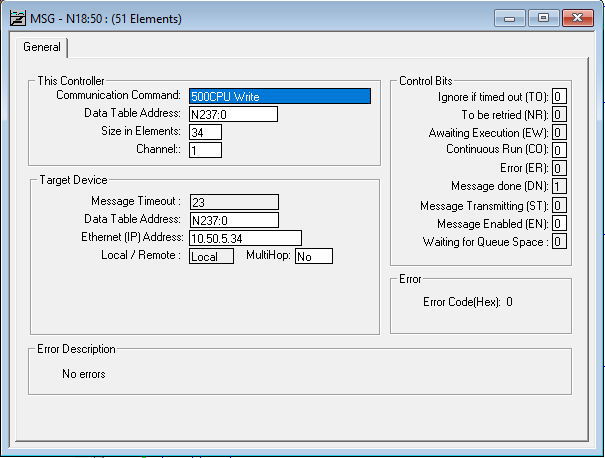 MSG - N18:50 : (51 Elements)
General
This Controller
Communication Command: 500CPU Write
Data Table Address: N237:0
Size in Elements: 34
Channel:: 1
Target Device
Message Timeout : 23
Data Table Address: N237:0
Ethernet (IP) Address: 10.50.5.34
Local / Remote : Local MultiHop: No
Control Bits
Ignore if timed out (TO): 0
To be retried (NR): 0
Awaiting Execution (EW): 0
Continuous Run (CO): 0
Error (ER): 0
Message done (DN): 1
Message Transmitting (ST): 0
Message Enabled (EN): 0
Waiting for Queue Space : 0
Error
Error Code(Hex): 0
Error Description
No errors